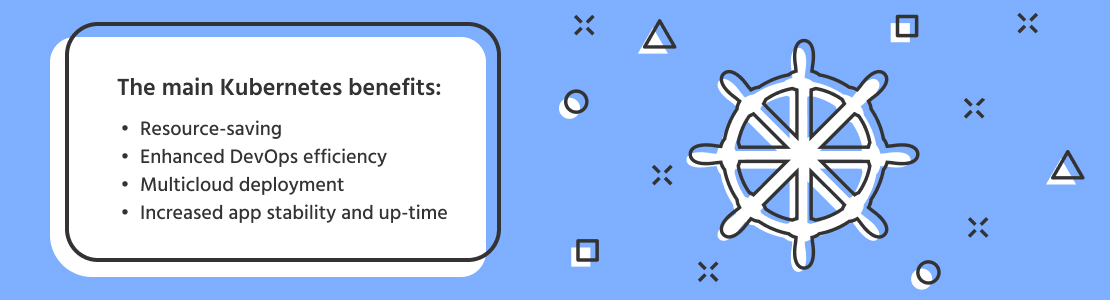 The main Kubernetes benefits:
• Resource-saving
• Enhanced DevOps efficiency
• Multicloud deployment
• Increased app stability and up-time